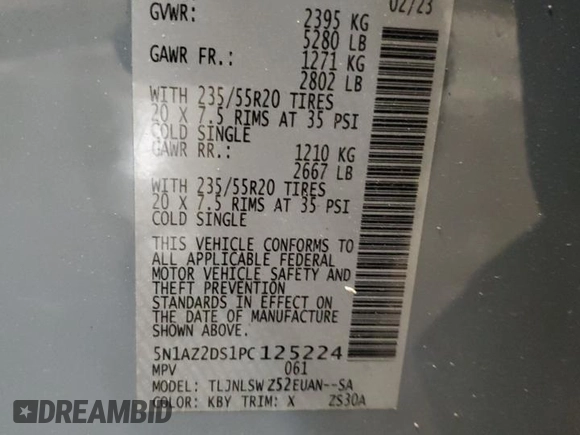 02/23
GVWR: 2395 KG
5280 LB
GAWR FR.: 1271 KG
2802 LB
WITH 235/55R20 TIRES
20 X 7.5 RIMS AT 35 PSI
COLD SINGLE
GAWR RR.: 1210 KG
2667 LB
WITH 235/55R20 TIRES
20 X 7.5 RIMS AT 35 PSI
COLD SINGLE
THIS VEHICLE CONFORMS TO
ALL APPLICABLE FEDERAL
MOTOR VEHICLE SAFETY AND
THEFT PREVENTION
STANDARDS IN EFFECT ON
THE DATE OF MANUFACTURE
SHOWN ABOVE.
5N1AZ2DS1PC125224
MPV 061
MODEL: TLJNLSWZ52EUAN--SA
COLOR: KBY TRIM: X ZS30A
REBIDMOTORS